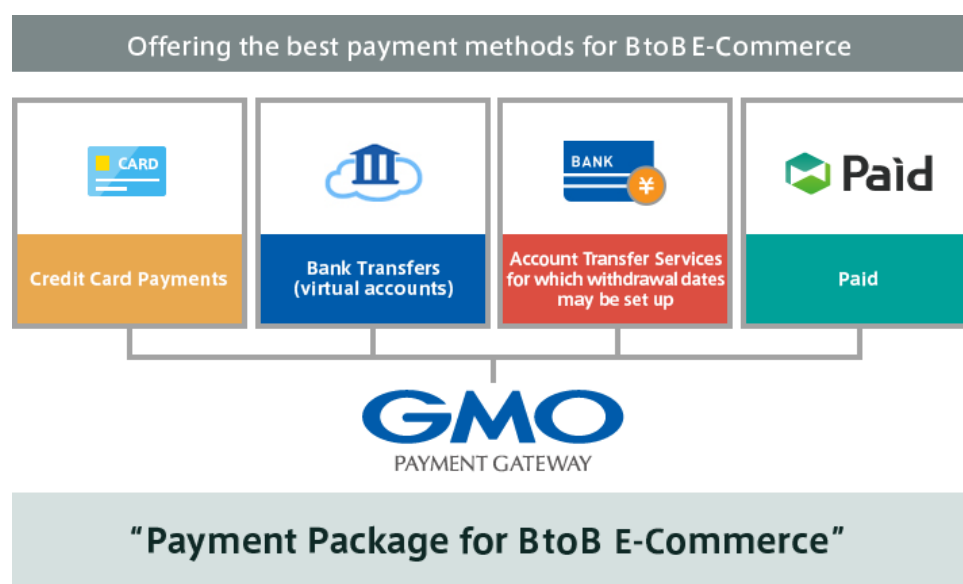 Offering the best payment methods for BtoB E-Commerce
CARD
BANK
¥
Paid
Credit Card Payments
Bank Transfers
(virtual accounts)
Account Transfer Services
for which withdrawal dates
may be set up
Paid
GMO
PAYMENT GATEWAY
“Payment Package for BtoB E-Commerce”